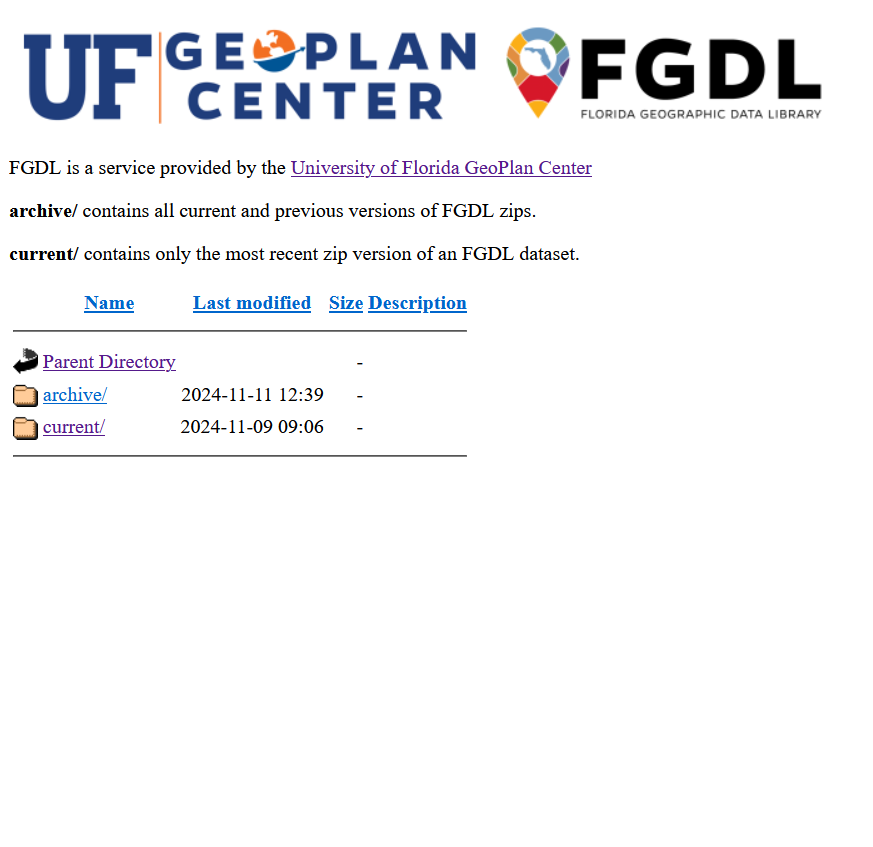 UF GEOPLAN CENTER FGDL
FLORIDA GEOGRAPHIC DATA LIBRARY
FGDL is a service provided by the University of Florida GeoPlan Center
archive/ contains all current and previous versions of FGDL zips.
current/ contains only the most recent zip version of an FGDL dataset.
Name Last modified Size Description
Parent Directory -
archive/ 2024-11-11 12:39 -
current/ 2024-11-09 09:06 -